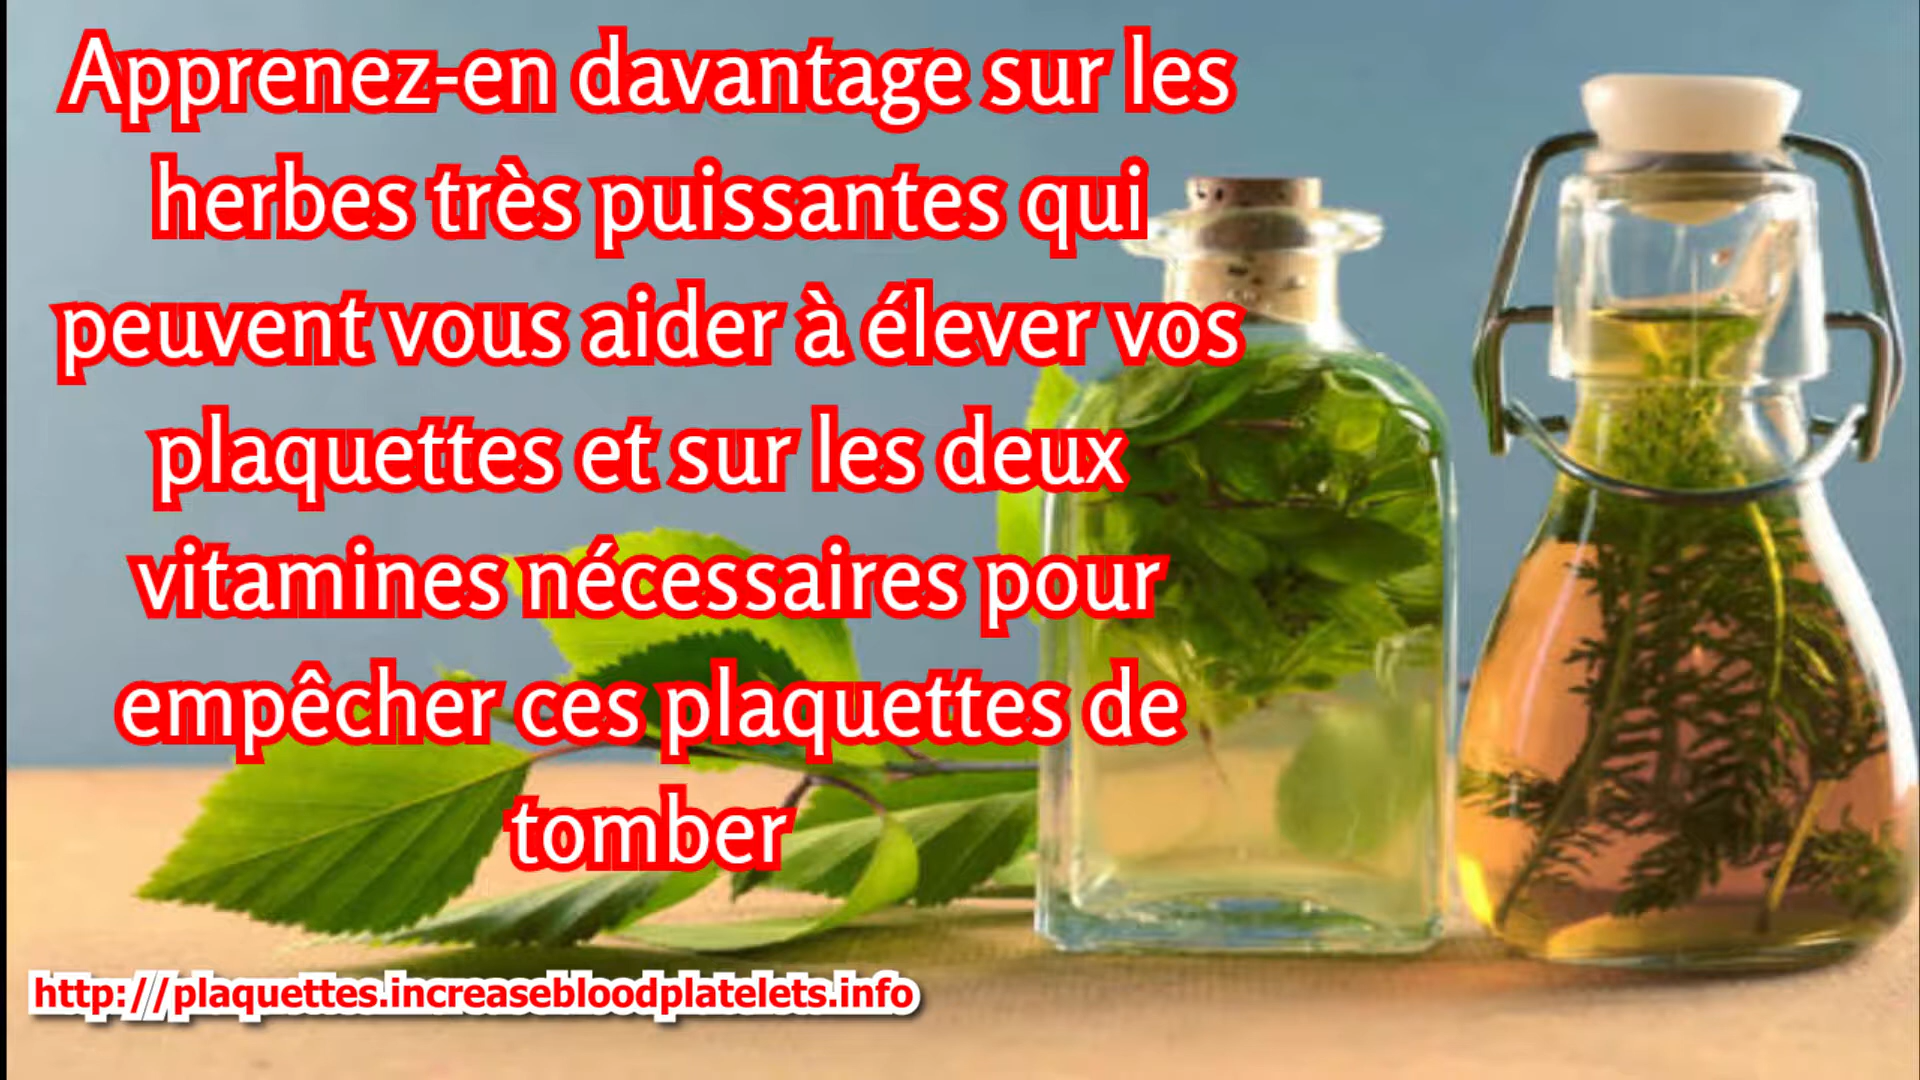 Apprenez-en davantage sur les
herbes très puissantes qui
peuvent vous aider à élever vos
plaquettes et sur les deux
vitamines nécessaires pour
empêcher ces plaquettes de
tomber
http://plaquettes.increasebloodplatelets.info